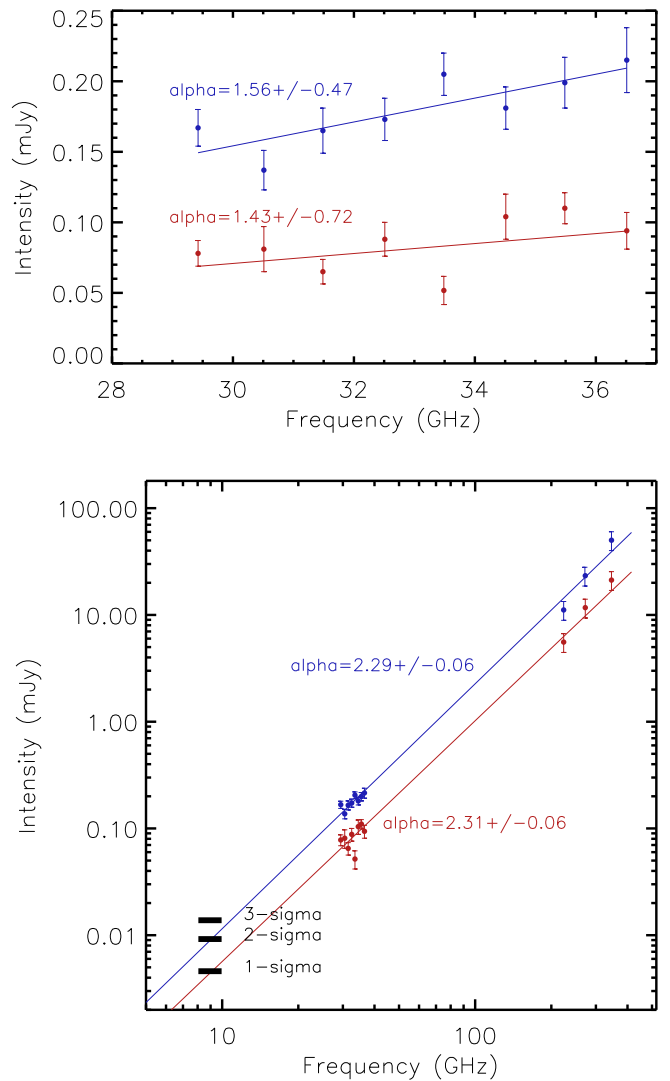 0.25
0.20
0.15
0.10
0.05
0.00
Intensity (mJy)
alpha=1.56+/-0.47
alpha=1.43+/-0.72
28 30 32 34 36
Frequency (GHz)
100.00
10.00
1.00
0.10
0.01
Intensity (mJy)
alpha=2.29+/-0.06
alpha=2.31+/-0.06
3-sigma
2-sigma
1-sigma
10 100
Frequency (GHz)